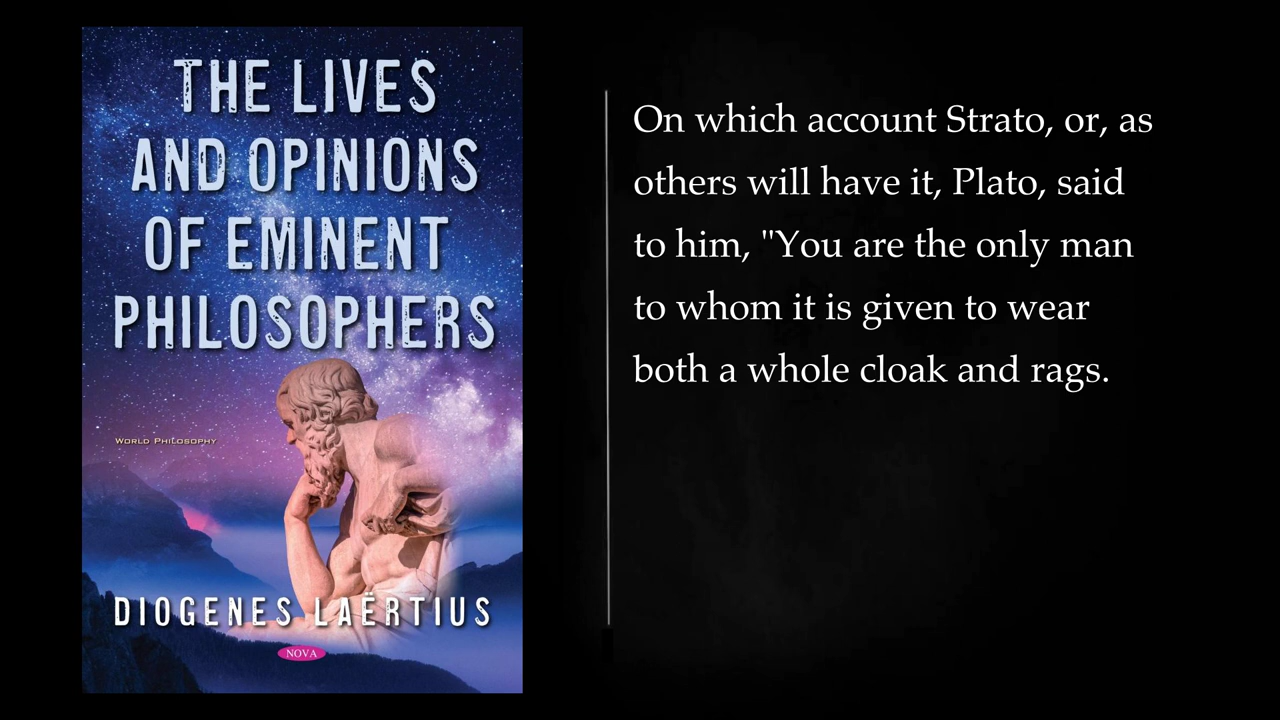 THE LIVES
AND OPINIONS
OF EMINENT
PHILOSOPHERS
WORLD PHILOSOPHY
DIOGENES LAËRTIUS
NOVA
On which account Strato, or, as
others will have it, Plato, said
to him, "You are the only man
to whom it is given to wear
both a whole cloak and rags.